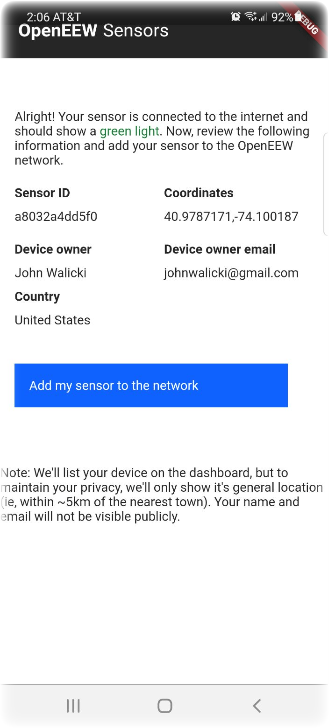 2:06 AT&T 92%
DEBUG
OpenEEW Sensors
Alright! Your sensor is connected to the internet and
should show a green light. Now, review the following
information and add your sensor to the OpenEEW
network.
Sensor ID Coordinates
a8032a4dd5f0 40.9787171,-74.100187
Device owner Device owner email
John Walicki johnwalicki@gmail.com
Country
United States
Add my sensor to the network
Note: We'll list your device on the dashboard, but to
maintain your privacy, we'll only show it's general location
(ie, within ~5km of the nearest town). Your name and
email will not be visible publicly.